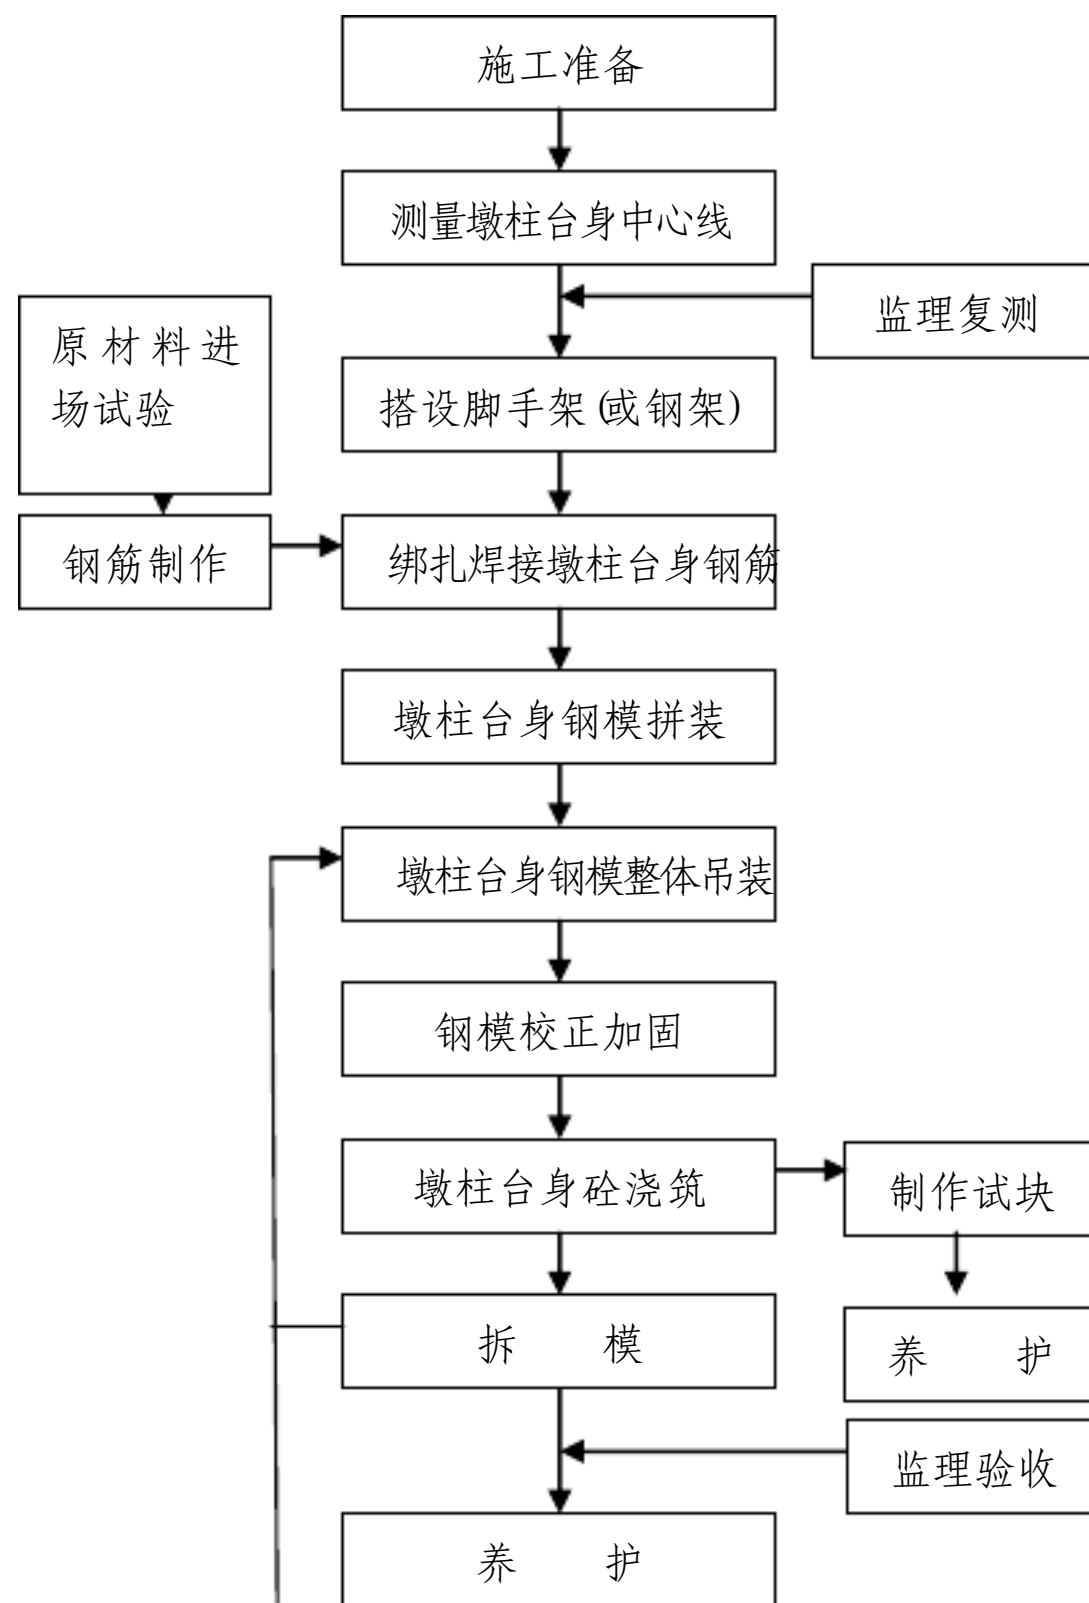 施工准备
测量墩柱台身中心线
监理复测
原材料进
场试验
搭设脚手架(或钢架)
钢筋制作
绑扎焊接墩柱台身钢筋
墩柱台身钢模拼装
墩柱台身钢模整体吊装
钢模校正加固
墩柱台身砼浇筑
制作试块
拆 模
养 护
监理验收
养 护